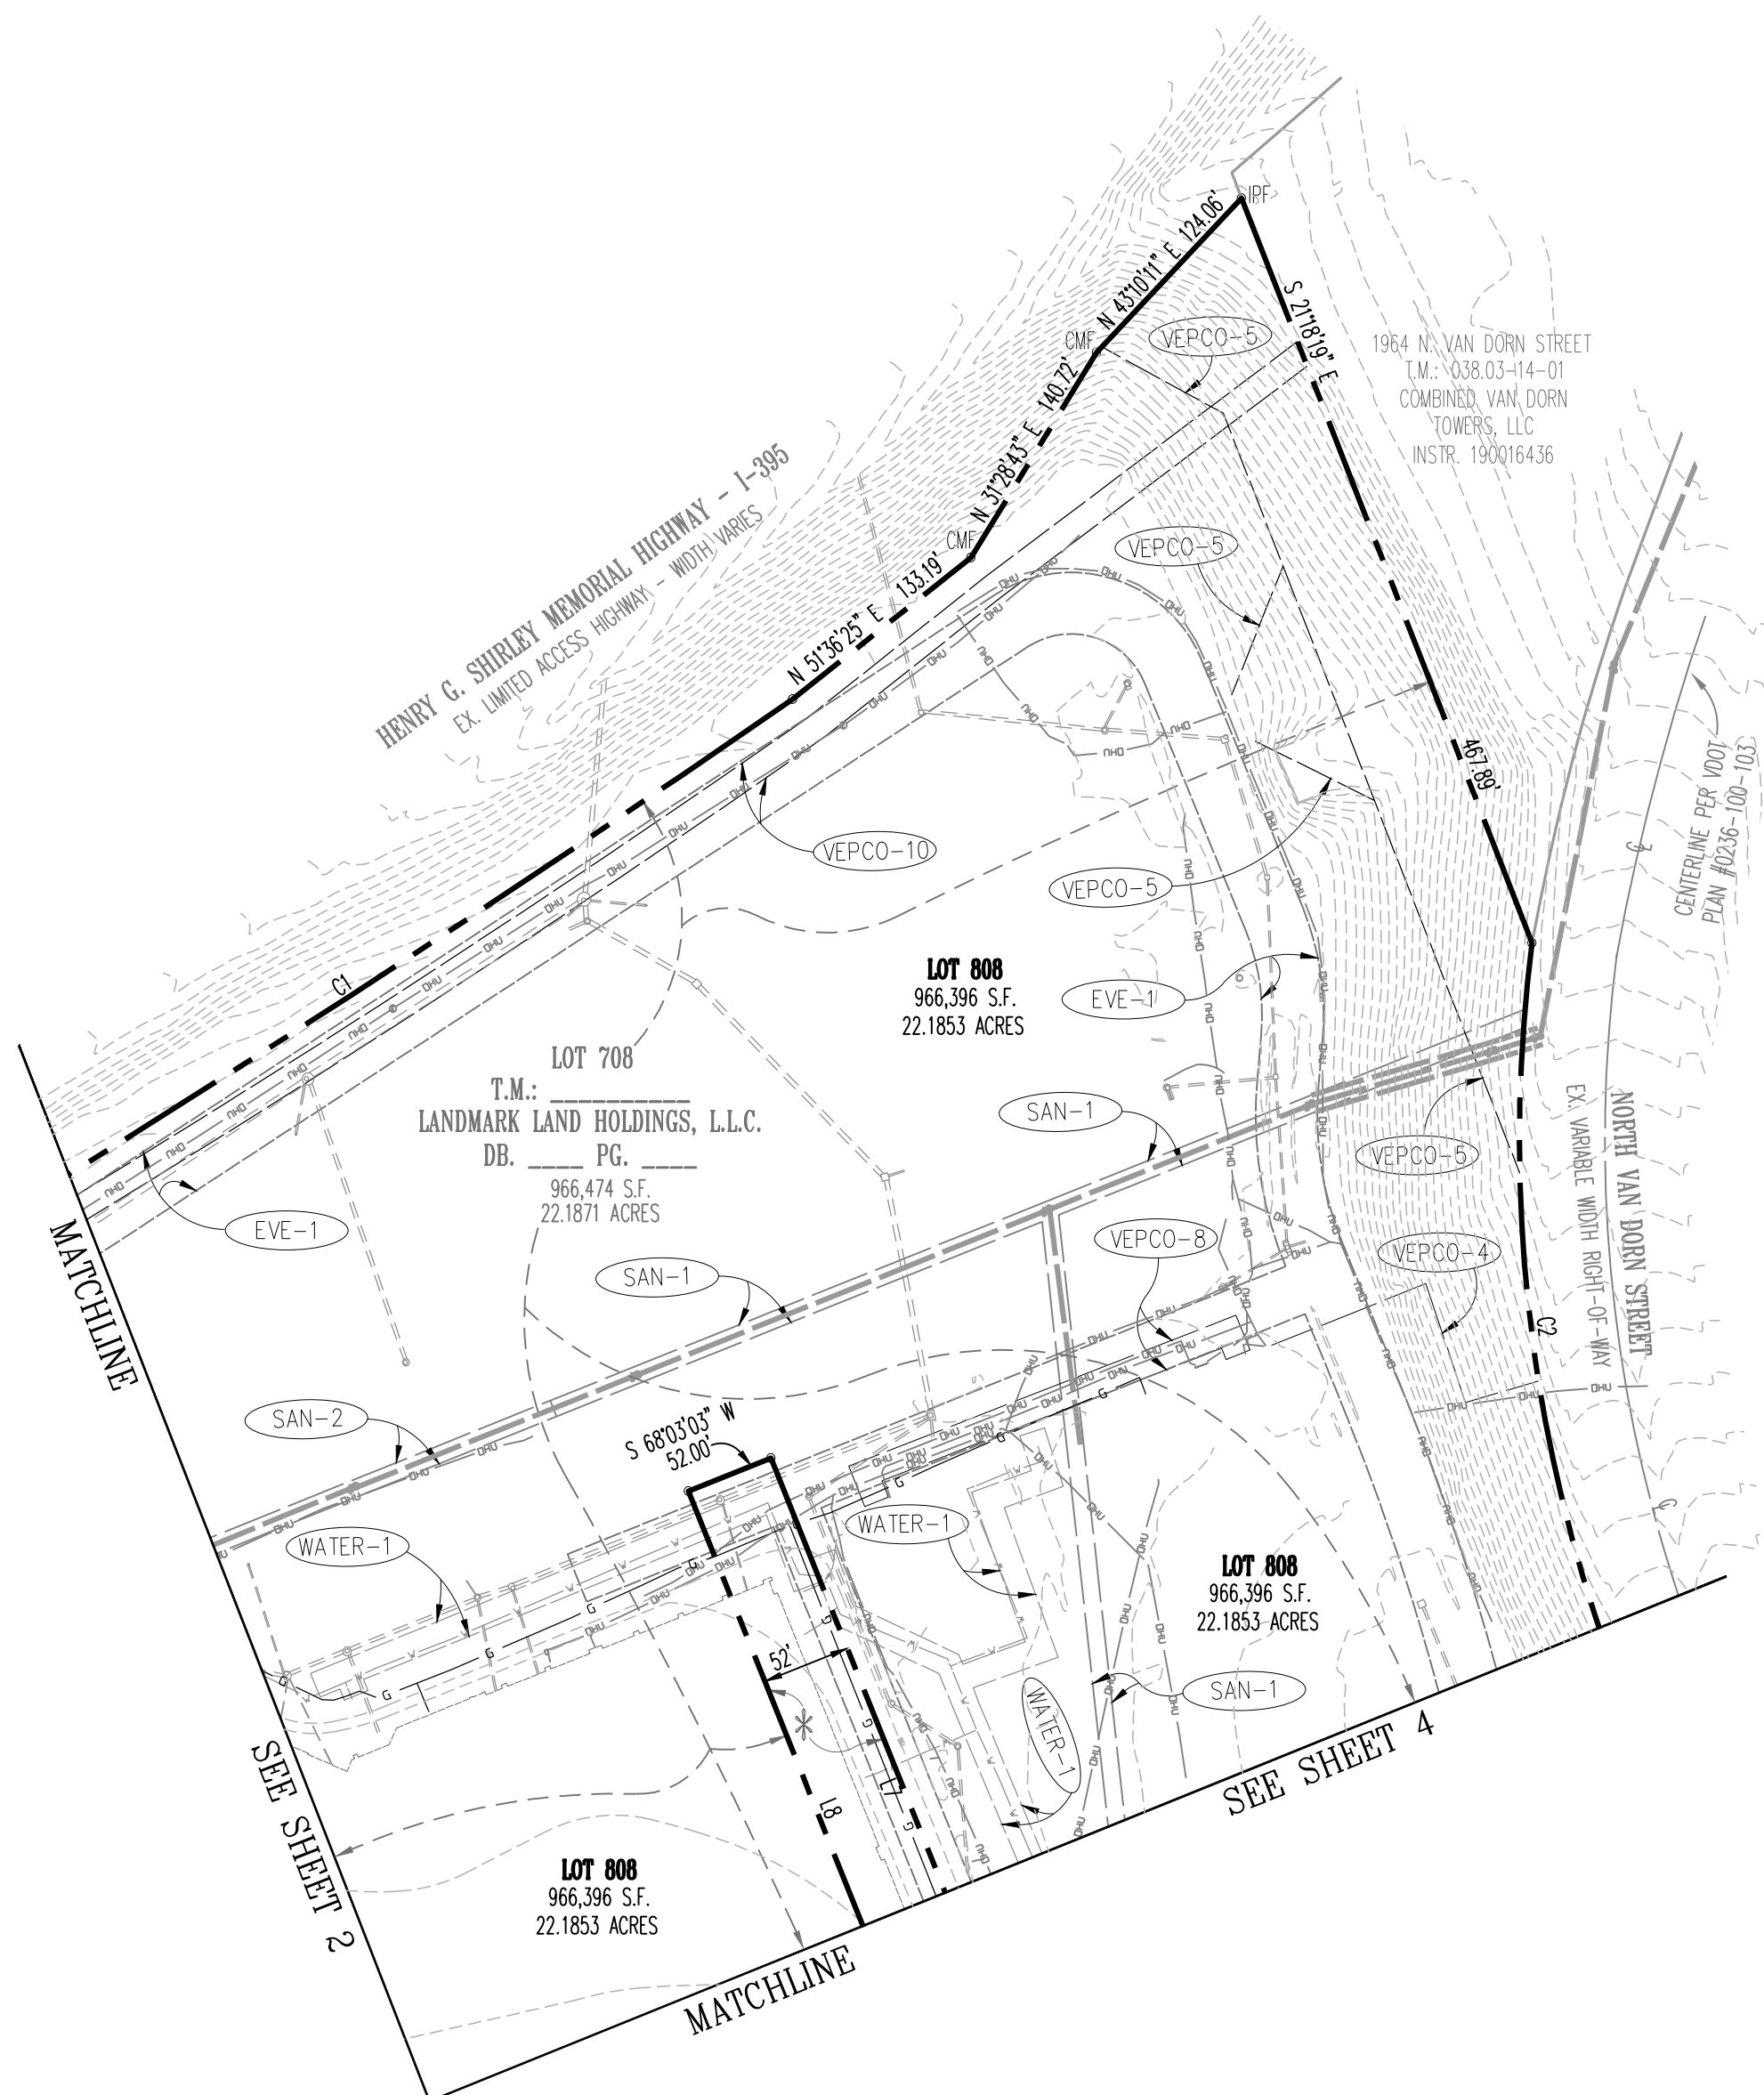 IPF
N 43°10'11" E 124.06'
CMF
VEPCO-5
S 21°18'19" E
467.89'
1964 N. VAN DORN STREET
T.M.: 038.03-14-01
COMBINED VAN DORN
TOWERS, LLC
INSTR. 190016436
N 31°28'43" E 140.72'
CMF
VEPCO-5
HENRY G. SHIRLEY MEMORIAL HIGHWAY - I-395
EX. LIMITED ACCESS HIGHWAY - WIDTH VARIES
N 51°36'25" E 133.19'
CENTERLINE PER VDOT
PLAN #0236-100-103
VEPCO-10
VEPCO-5
C1
LOT 808
966,396 S.F.
22.1853 ACRES
EVE-1
LOT 708
T.M.: __________
LANDMARK LAND HOLDINGS, L.L.C.
DB. ____ PG. ____
966,474 S.F.
22.1871 ACRES
SAN-1
VEPCO-5
NORTH VAN DORN STREET
EX. VARIABLE WIDTH RIGHT-OF-WAY
EVE-1
VEPCO-8
VEPCO-4
SAN-1
C2
MATCHLINE
SAN-2
S 68°03'03" W
52.00'
WATER-1
WATER-1
LOT 808
966,396 S.F.
22.1853 ACRES
52'
SAN-1
WATER-1
L7
L8
SEE SHEET 4
SEE SHEET 2
LOT 808
966,396 S.F.
22.1853 ACRES
MATCHLINE
OHU
G
W